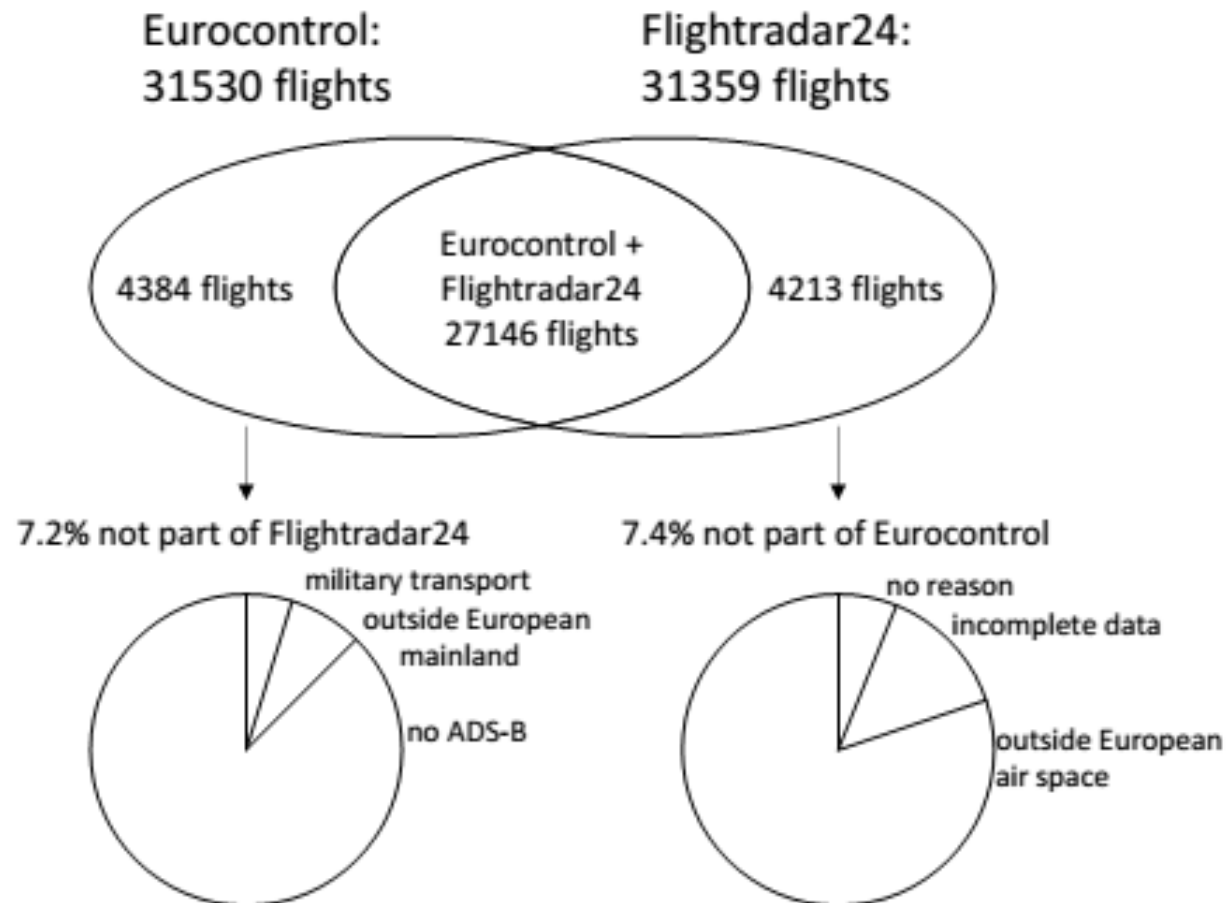 Eurocontrol:
31530 flights
Flightradar24:
31359 flights
4384 flights
Eurocontrol +
Flightradar24
27146 flights
4213 flights
7.2% not part of Flightradar24
military transport
outside European
mainland
no ADS-B
7.4% not part of Eurocontrol
no reason
incomplete data
outside European
air space